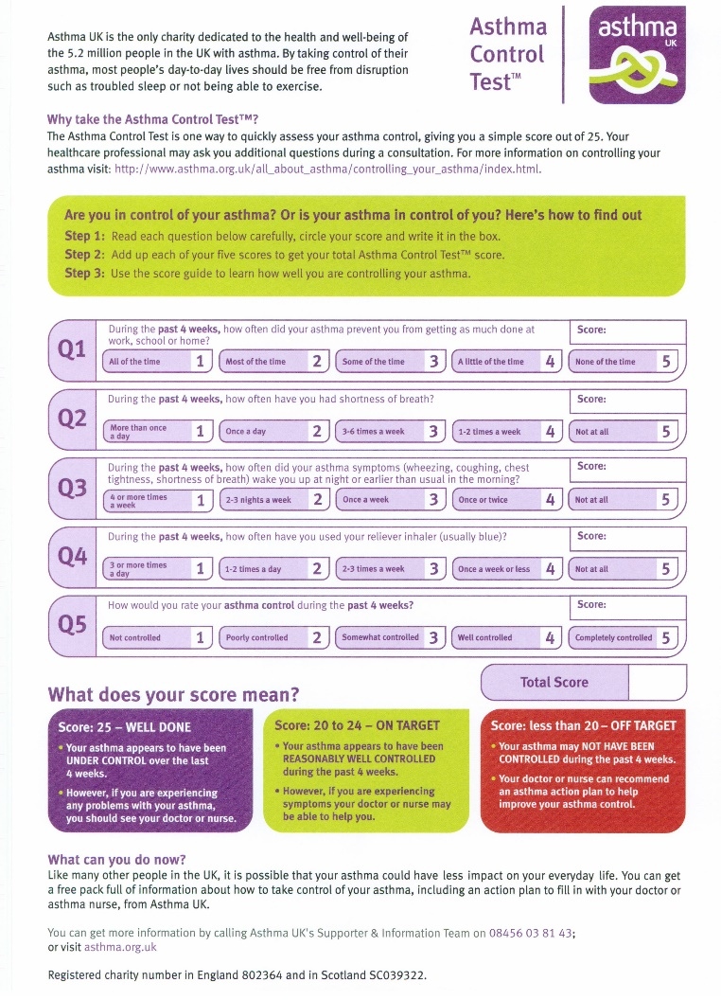 Asthma UK is the only charity dedicated to the health and well-being of
the 5.2 million people in the UK with asthma. By taking control of their
asthma, most people's day-to-day lives should be free from disruption
such as troubled sleep or not being able to exercise.
Asthma
Control
Test™
asthma
UK
Why take the Asthma Control Test™?
The Asthma Control Test is one way to quickly assess your asthma control, giving you a simple score out of 25. Your
healthcare professional may ask you additional questions during a consultation. For more information on controlling your
asthma visit: http://www.asthma.org.uk/all_about_asthma/controlling_your_asthma/index.html.
Are you in control of your asthma? Or is your asthma in control of you? Here's how to find out
Step 1: Read each question below carefully, circle your score and write it in the box.
Step 2: Add up each of your five scores to get your total Asthma Control Test™ score.
Step 3: Use the score guide to learn how well you are controlling your asthma.
Q1
During the past 4 weeks, how often did your asthma prevent you from getting as much done at
work, school or home?
Score:
All of the time 1 Most of the time 2 Some of the time 3 A little of the time 4 None of the time 5
Q2
During the past 4 weeks, how often have you had shortness of breath?
Score:
More than once
a day 1 Once a day 2 3-6 times a week 3 1-2 times a week 4 Not at all 5
Q3
During the past 4 weeks, how often did your asthma symptoms (wheezing, coughing, chest
tightness, shortness of breath) wake you up at night or earlier than usual in the morning?
Score:
4 or more times
a week 1 2-3 nights a week 2 Once a week 3 Once or twice 4 Not at all 5
Q4
During the past 4 weeks, how often have you used your reliever inhaler (usually blue)?
Score:
3 or more times
a day 1 1-2 times a day 2 2-3 times a week 3 Once a week or less 4 Not at all 5
Q5
How would you rate your asthma control during the past 4 weeks?
Score:
Not controlled 1 Poorly controlled 2 Somewhat controlled 3 Well controlled 4 Completely controlled 5
Total Score
What does your score mean?
Score: 25 – WELL DONE
• Your asthma appears to have been
UNDER CONTROL over the last
4 weeks.
• However, if you are experiencing
any problems with your asthma,
you should see your doctor or nurse.
Score: 20 to 24 – ON TARGET
• Your asthma appears to have been
REASONABLY WELL CONTROLLED
during the past 4 weeks.
• However, if you are experiencing
symptoms your doctor or nurse may
be able to help you.
Score: less than 20 – OFF TARGET
• Your asthma may NOT HAVE BEEN
CONTROLLED during the past 4 weeks.
• Your doctor or nurse can recommend
an asthma action plan to help
improve your asthma control.
What can you do now?
Like many other people in the UK, it is possible that your asthma could have less impact on your everyday life. You can get
a free pack full of information about how to take control of your asthma, including an action plan to fill in with your doctor or
asthma nurse, from Asthma UK.
You can get more information by calling Asthma UK's Supporter & Information Team on 08456 03 81 43;
or visit asthma.org.uk
Registered charity number in England 802364 and in Scotland SC039322.